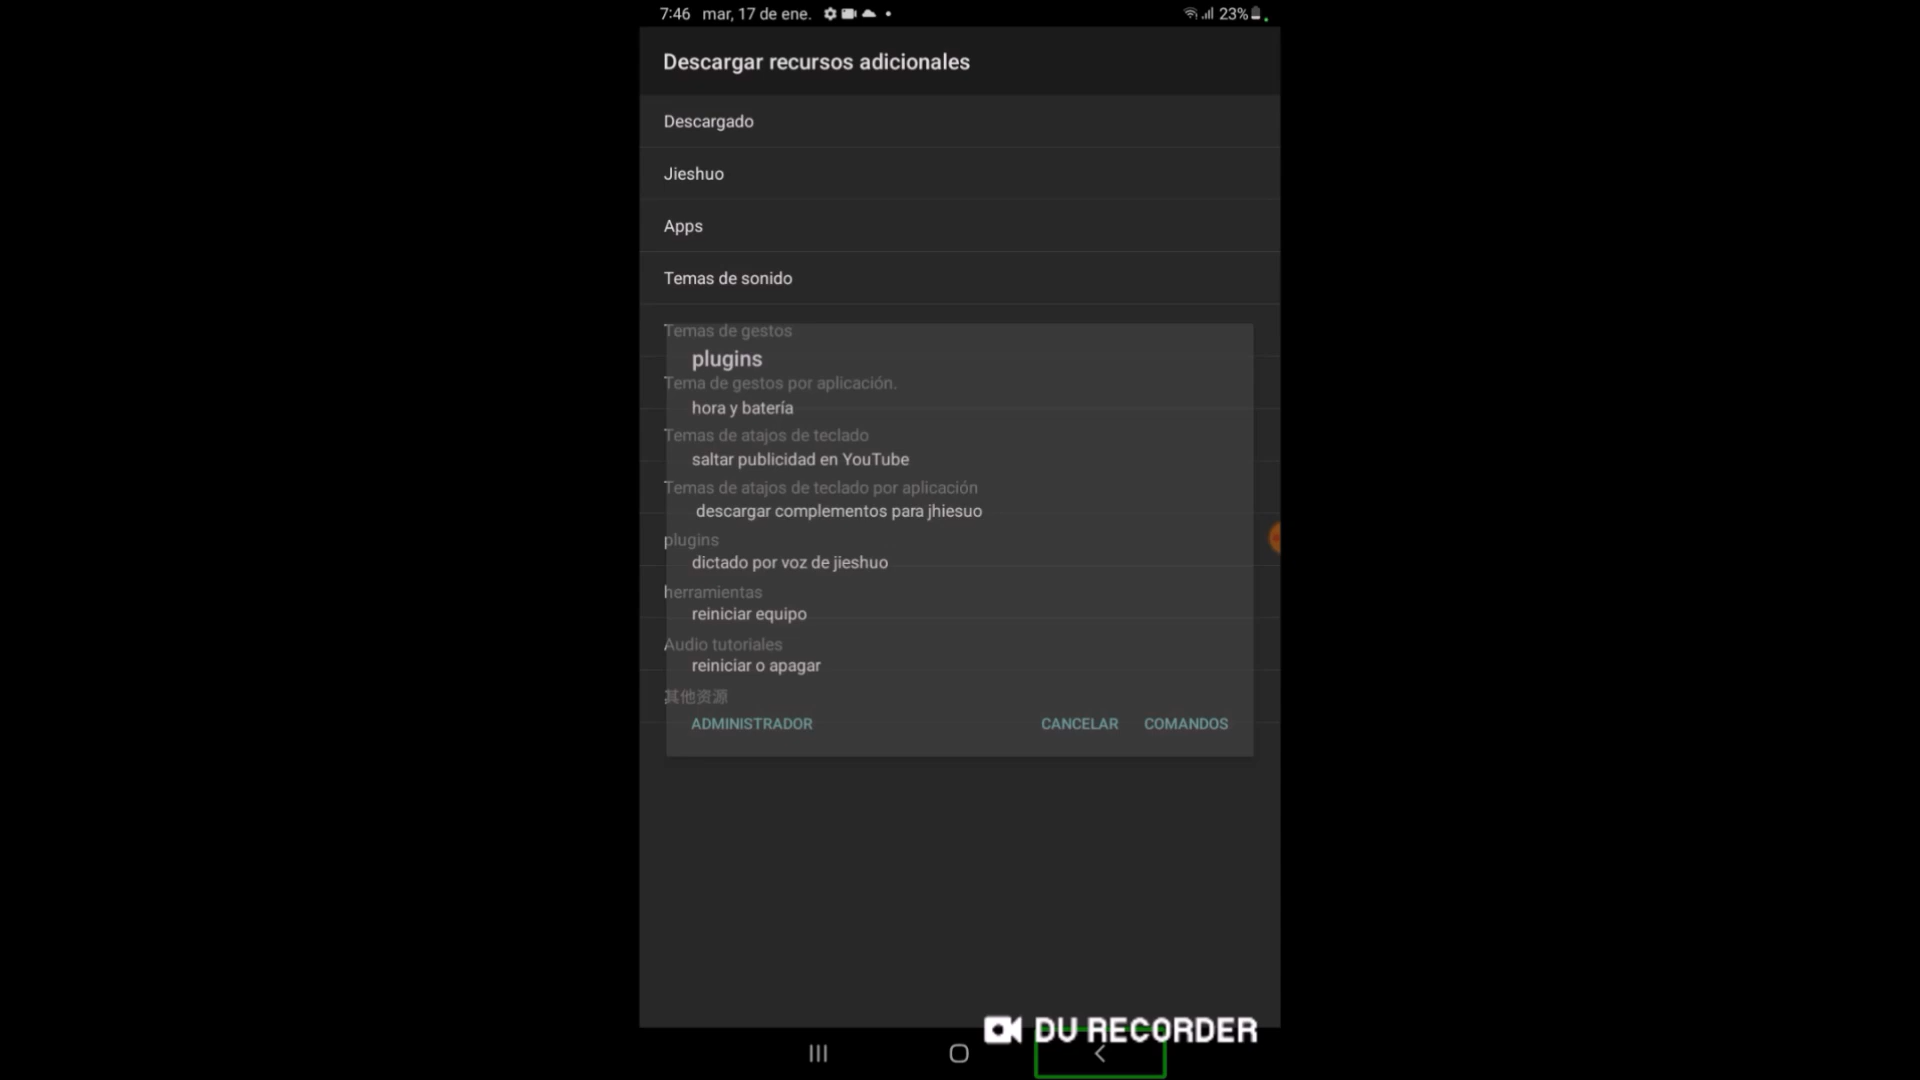 7:46 mar, 17 de ene. 23%
Descargar recursos adicionales
Descargado
Jieshuo
Apps
Temas de sonido
Temas de gestos
plugins
Tema de gestos por aplicación.
hora y batería
Temas de atajos de teclado
saltar publicidad en YouTube
Temas de atajos de teclado por aplicación
descargar complementos para jhiesuo
plugins
dictado por voz de jieshuo
herramientas
reiniciar equipo
Audio tutoriales
reiniciar o apagar
其他资源
ADMINISTRADOR CANCELAR COMANDOS
DU RECORDER